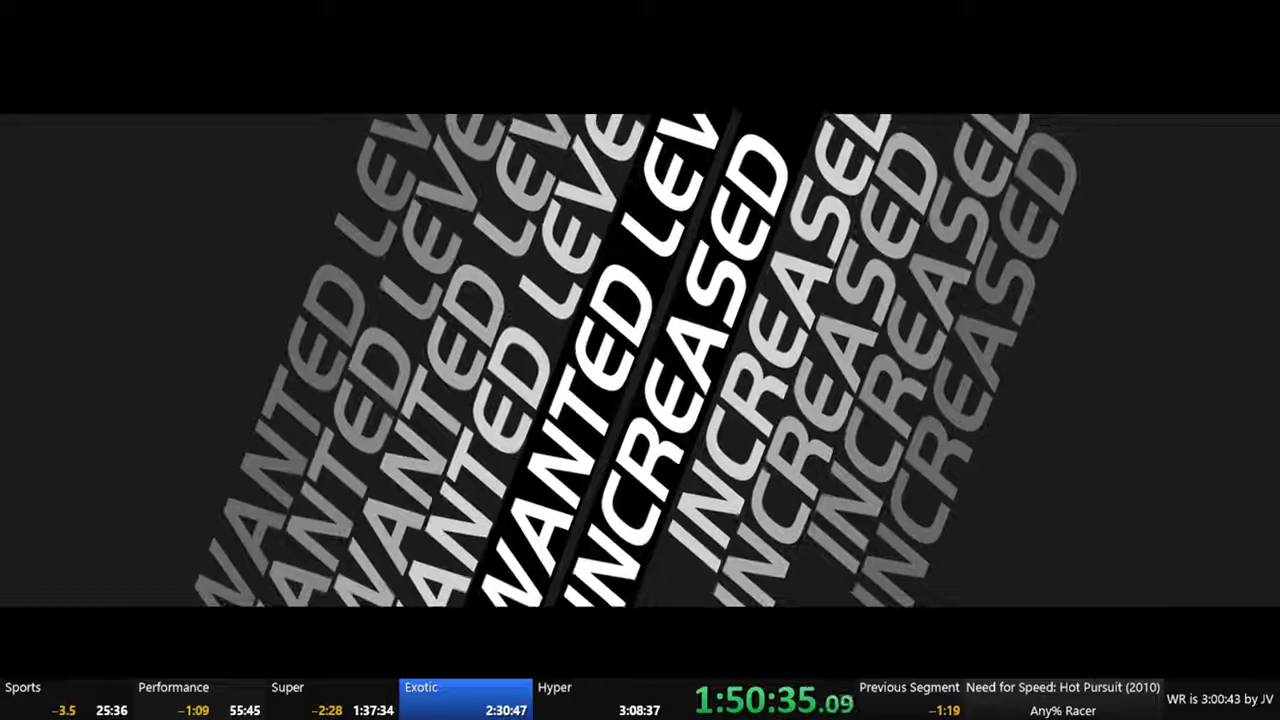 WANTED LEVEL
INCREASED
Sports
-3.5 25:36
Performance
-1:09 55:45
Super
-2:28 1:37:34
Exotic
2:30:47
Hyper
3:08:37
1:50:35.09
Previous Segment
-1:19
Need for Speed: Hot Pursuit (2010)
Any% Racer
WR is 3:00:43 by JV